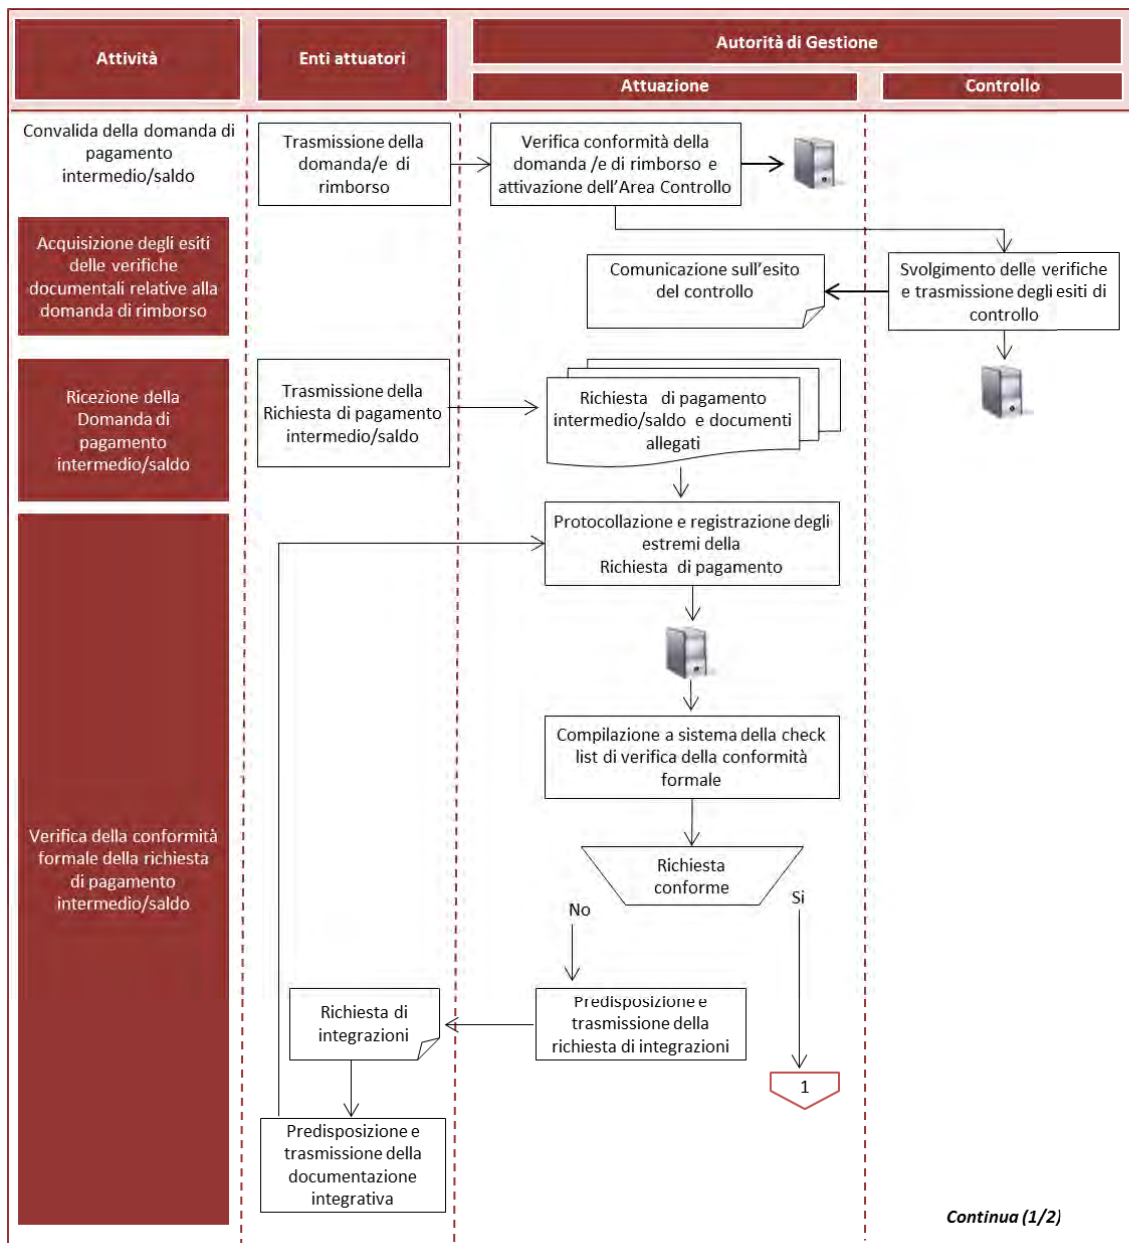 Attività
Enti attuatori
Autorità di Gestione
Attuazione
Controllo
Convalida della domanda di
pagamento
intermedio/saldo
Trasmissione della
domanda/e di
rimborso
Verifica conformità della
domanda /e di rimborso e
attivazione dell'Area Controllo
Acquisizione degli esiti
delle verifiche
documentali relative alla
domanda di rimborso
Comunicazione sull'esito
del controllo
Svolgimento delle verifiche
e trasmissione degli esiti di
controllo
Ricezione della
Domanda di
pagamento
intermedio/saldo
Trasmissione della
Richiesta di pagamento
intermedio/saldo
Richiesta di pagamento
intermedio/saldo e documenti
allegati
Protocollazione e registrazione degli
estremi della
Richiesta di pagamento
Compilazione a sistema della check
list di verifica della conformità
formale
Verifica della conformità
formale della richiesta
di pagamento
intermedio/saldo
Richiesta
conforme
No
Si
Richiesta di
integrazioni
Predisposizione e
trasmissione della
richiesta di integrazioni
1
Predisposizione e
trasmissione della
documentazione
integrativa
Continua (1/2)